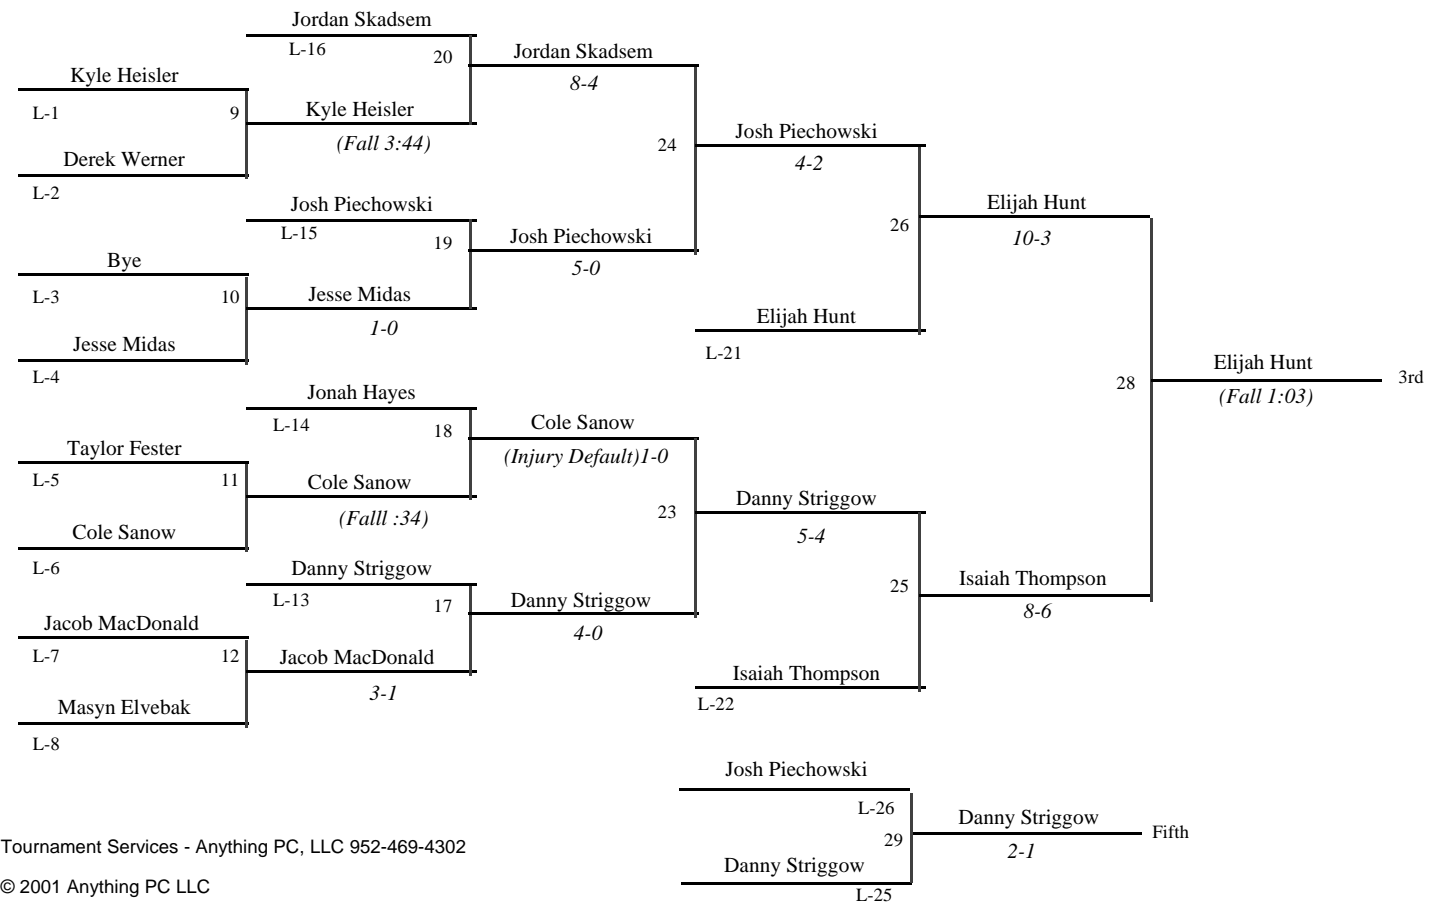 Jordan Skadsem
L-16
20
Jordan Skadsem
8-4
Kyle Heisler
L-1
9
Kyle Heisler
(Fall 3:44)
Derek Werner
L-2
24
Josh Piechowski
4-2
Josh Piechowski
L-15
19
Josh Piechowski
5-0
Bye
L-3
10
Jesse Midas
1-0
Jesse Midas
L-4
26
Elijah Hunt
10-3
Elijah Hunt
L-21
28
Elijah Hunt
(Fall 1:03)
3rd
Jonah Hayes
L-14
18
Cole Sanow
(Injury Default)1-0
Taylor Fester
L-5
11
Cole Sanow
(Falll :34)
Cole Sanow
L-6
23
Danny Striggow
5-4
Danny Striggow
L-13
17
Danny Striggow
4-0
Jacob MacDonald
L-7
12
Jacob MacDonald
3-1
Masyn Elvebak
L-8
25
Isaiah Thompson
8-6
Isaiah Thompson
L-22
Josh Piechowski
L-26
29
Danny Striggow
2-1
Fifth
Danny Striggow
L-25
Tournament Services - Anything PC, LLC 952-469-4302
© 2001 Anything PC LLC